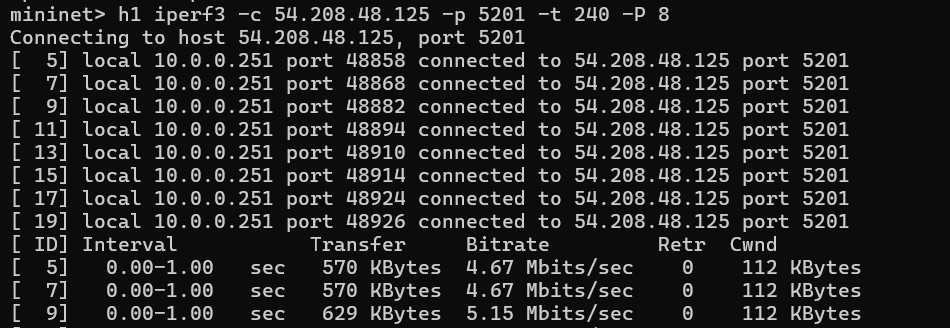 mininet> h1 iperf3 -c 54.208.48.125 -p 5201 -t 240 -P 8
Connecting to host 54.208.48.125, port 5201
[  5] local 10.0.0.251 port 48858 connected to 54.208.48.125 port 5201
[  7] local 10.0.0.251 port 48868 connected to 54.208.48.125 port 5201
[  9] local 10.0.0.251 port 48882 connected to 54.208.48.125 port 5201
[ 11] local 10.0.0.251 port 48894 connected to 54.208.48.125 port 5201
[ 13] local 10.0.0.251 port 48910 connected to 54.208.48.125 port 5201
[ 15] local 10.0.0.251 port 48914 connected to 54.208.48.125 port 5201
[ 17] local 10.0.0.251 port 48924 connected to 54.208.48.125 port 5201
[ 19] local 10.0.0.251 port 48926 connected to 54.208.48.125 port 5201
[ ID] Interval           Transfer     Bitrate         Retr  Cwnd
[  5]   0.00-1.00   sec   570 KBytes  4.67 Mbits/sec    0    112 KBytes
[  7]   0.00-1.00   sec   570 KBytes  4.67 Mbits/sec    0    112 KBytes
[  9]   0.00-1.00   sec   629 KBytes  5.15 Mbits/sec    0    112 KBytes